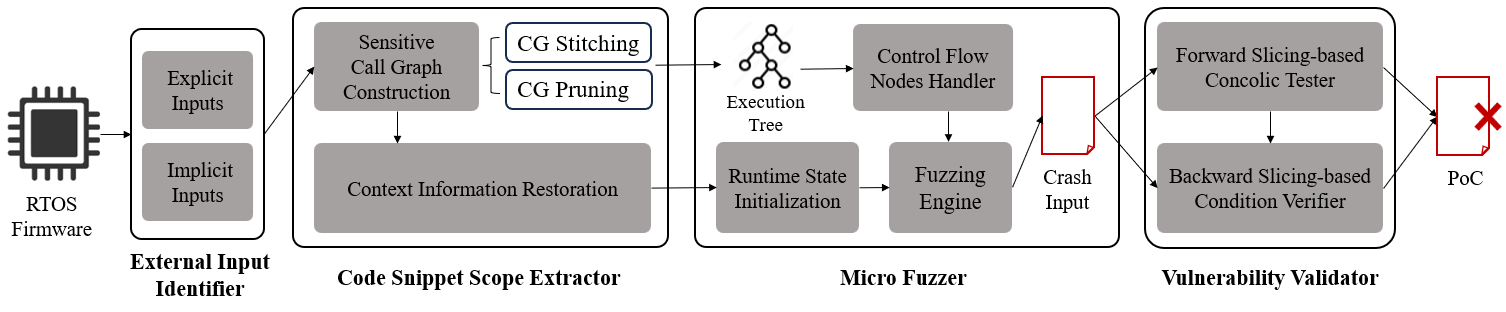 RTOS
Firmware
Explicit
Inputs
Implicit
Inputs
External Input
Identifier
Sensitive
Call Graph
Construction
CG Stitching
CG Pruning
Context Information Restoration
Code Snippet Scope Extractor
Execution
Tree
Control Flow
Nodes Handler
Runtime State
Initialization
Fuzzing
Engine
Crash
Input
Micro Fuzzer
Forward Slicing-based
Concolic Tester
Backward Slicing-based
Condition Verifier
Vulnerability Validator
PoC